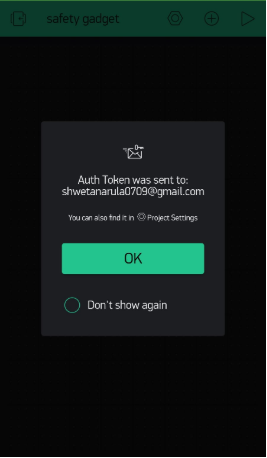 safety gadget
Auth Token was sent to:
shwetanarula0709@gmail.com
You can also find it in Project Settings
OK
Don't show again